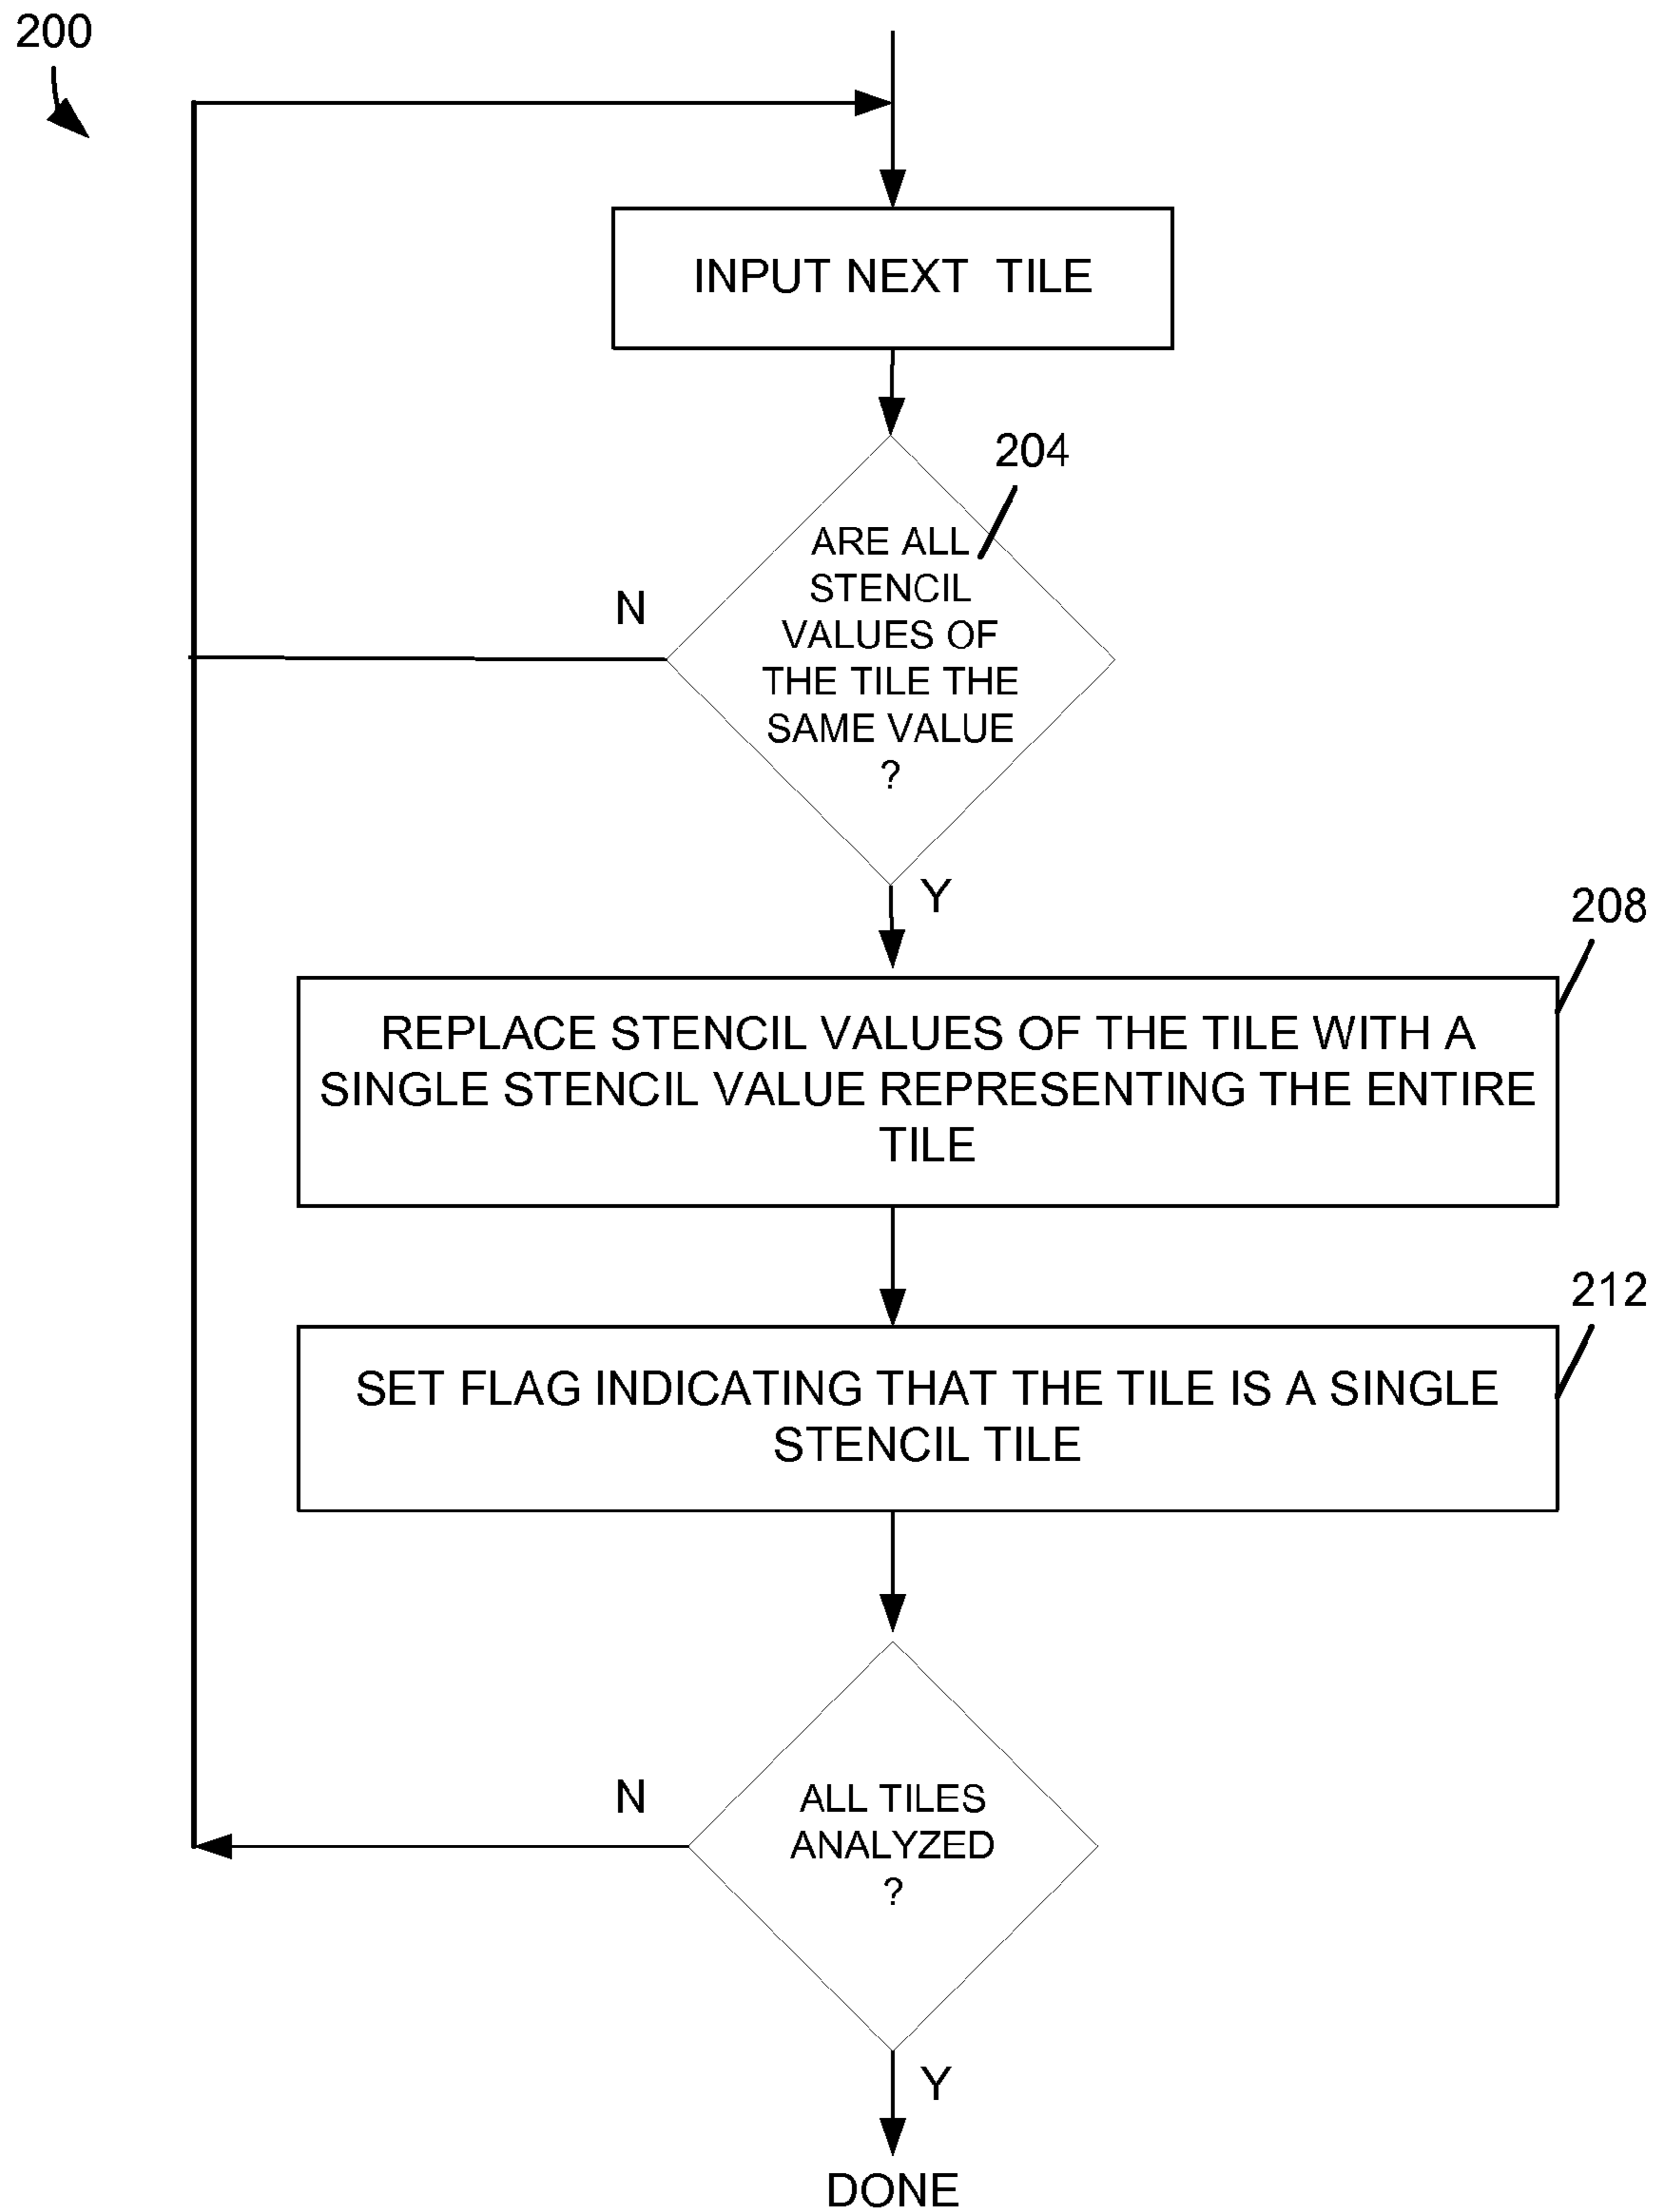 200
INPUT NEXT TILE
204
ARE ALL
STENCIL
VALUES OF
THE TILE THE
SAME VALUE
?
N
Y
208
REPLACE STENCIL VALUES OF THE TILE WITH A
SINGLE STENCIL VALUE REPRESENTING THE ENTIRE
TILE
212
SET FLAG INDICATING THAT THE TILE IS A SINGLE
STENCIL TILE
N
ALL TILES
ANALYZED
?
Y
DONE